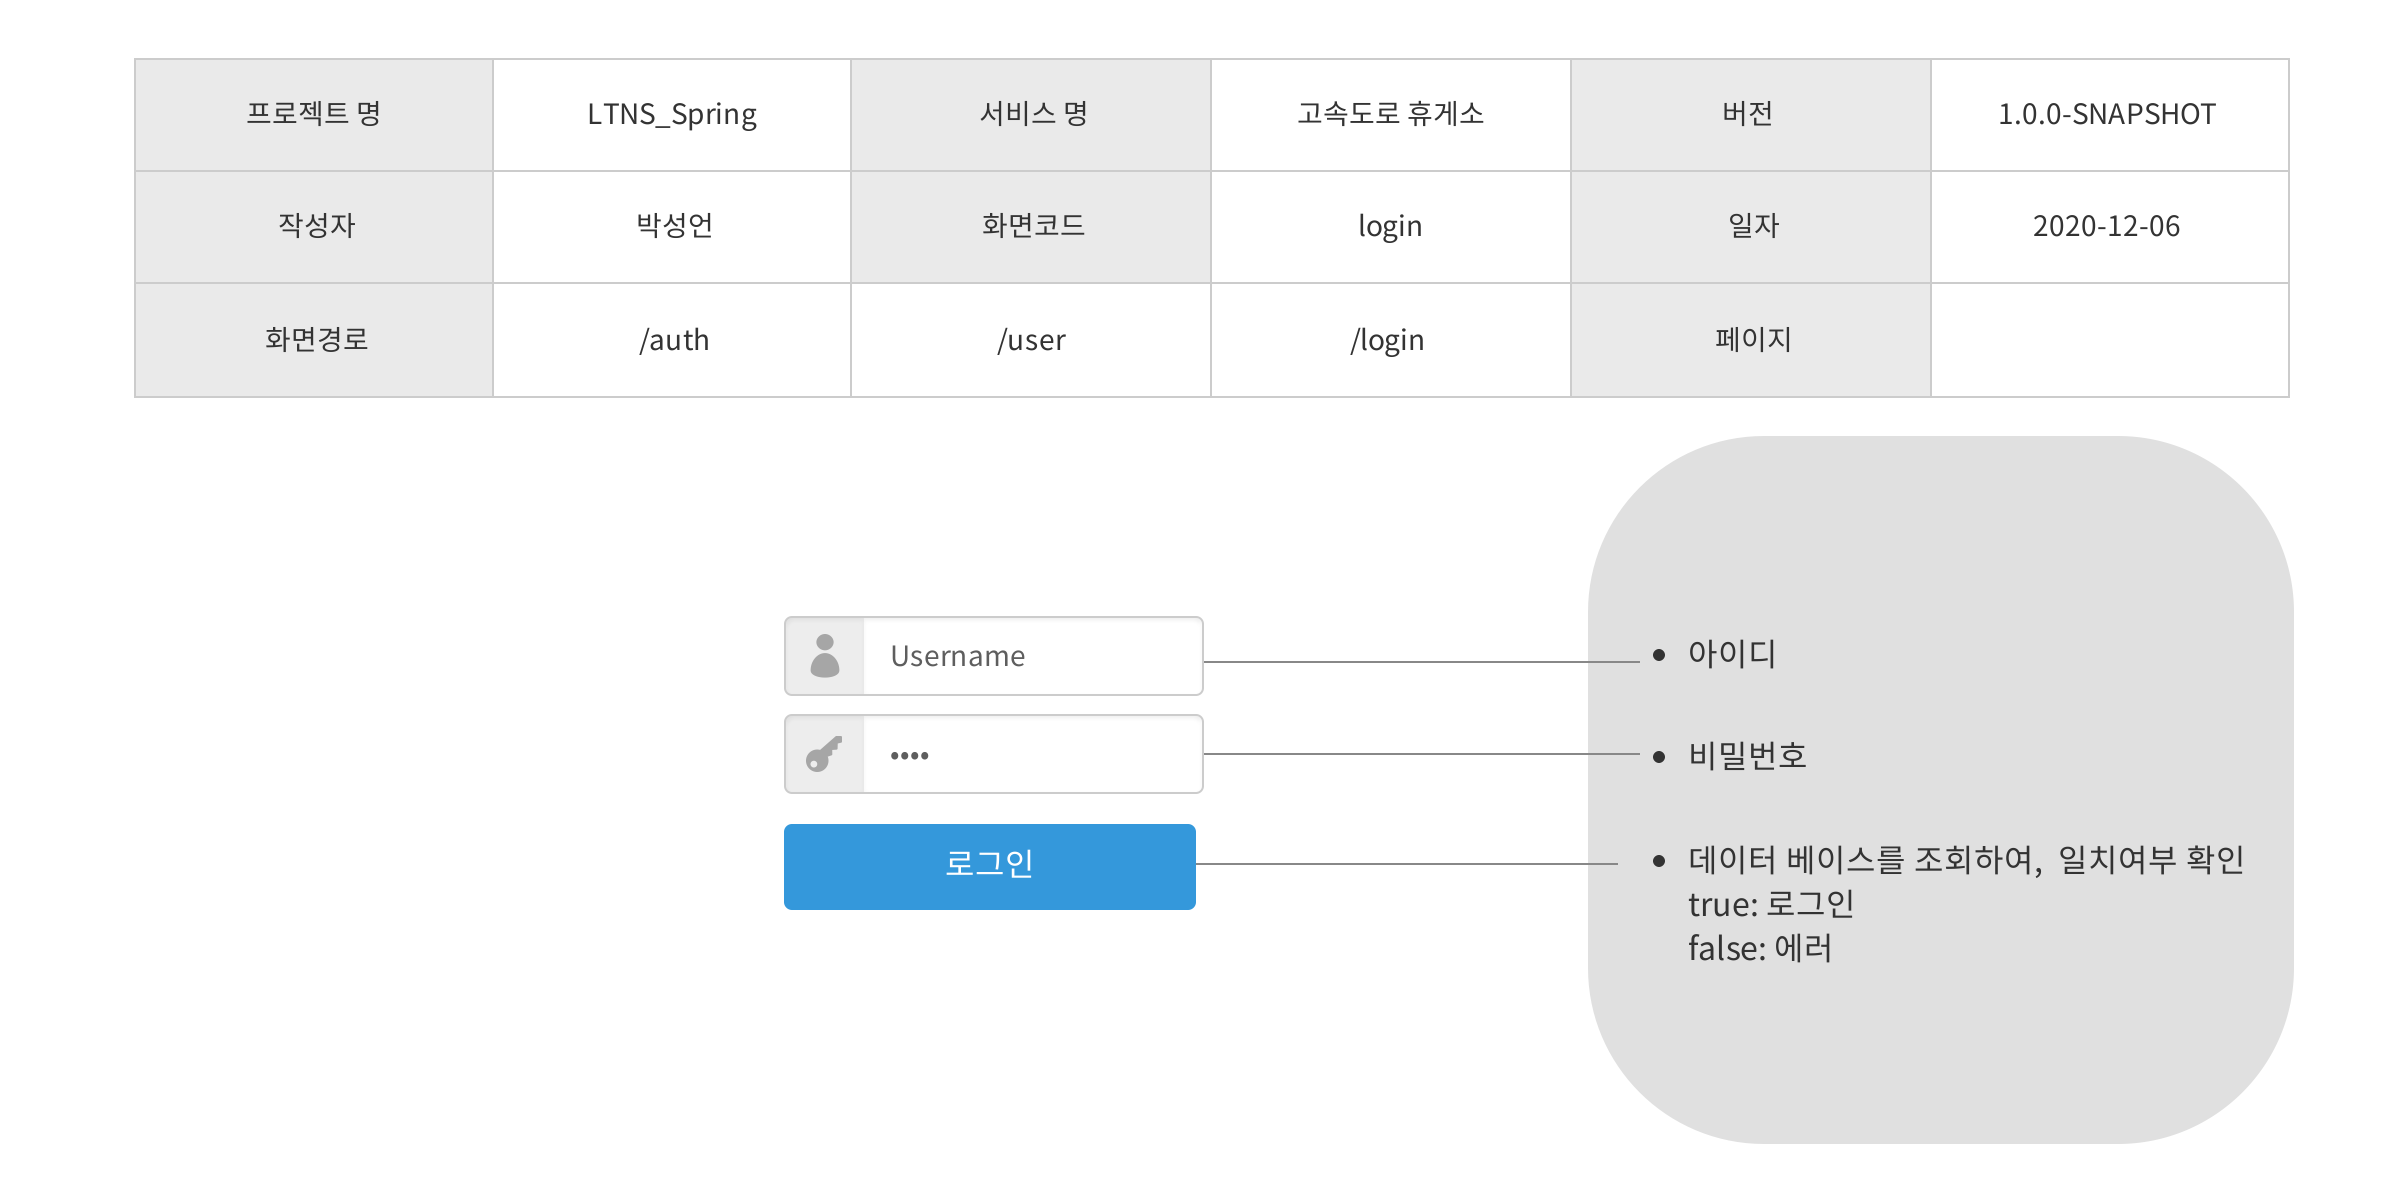 프로젝트 명 LTNS_Spring 서비스 명 고속도로 휴게소 버전 1.0.0-SNAPSHOT
작성자 박성언 화면코드 login 일자 2020-12-06
화면경로 /auth /user /login 페이지
Username
••••
로그인
• 아이디
• 비밀번호
• 데이터 베이스를 조회하여, 일치여부 확인
true: 로그인
false: 에러